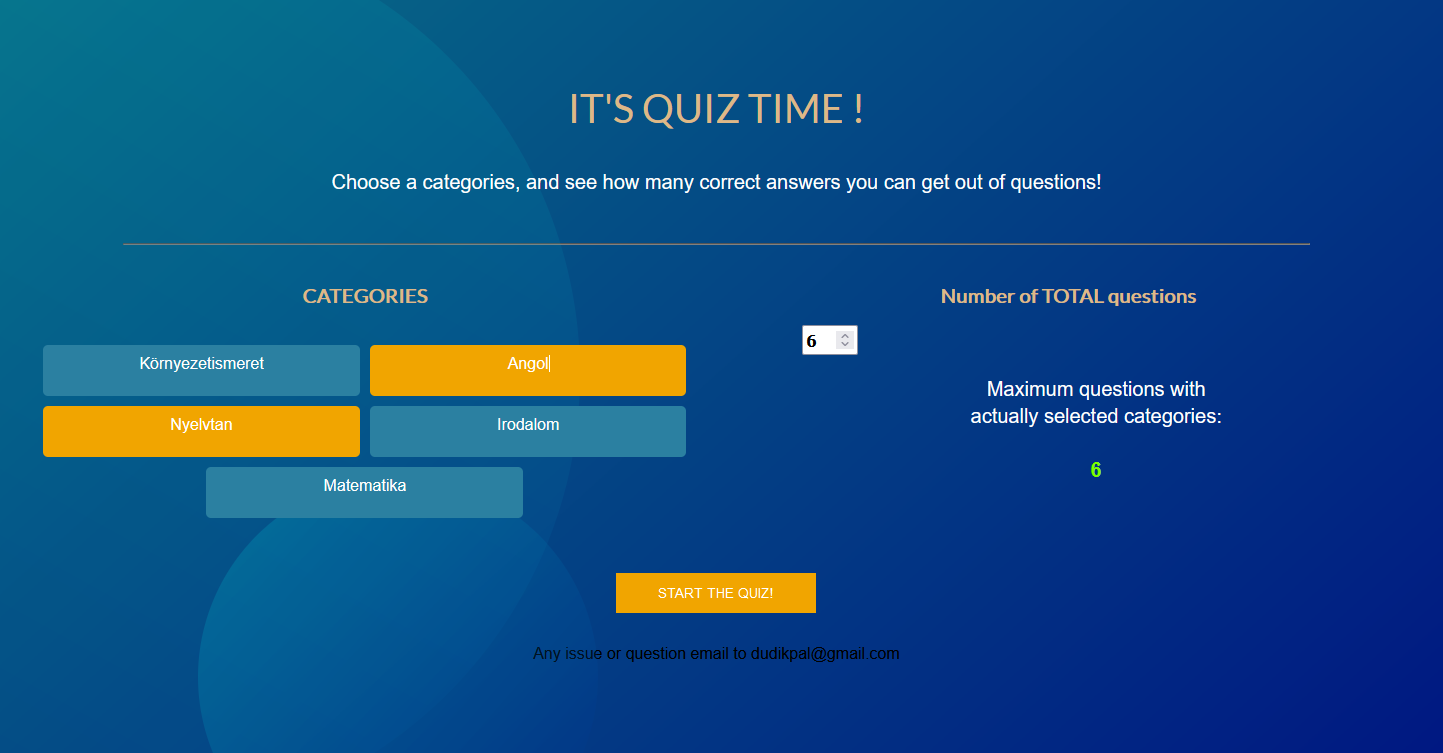 IT'S QUIZ TIME !
Choose a categories, and see how many correct answers you can get out of questions!
CATEGORIES
Környezetismeret
Angol
Nyelvtan
Irodalom
Matematika
Number of TOTAL questions
6
Maximum questions with
actually selected categories:
6
START THE QUIZ!
Any issue or question email to dudikpal@gmail.com